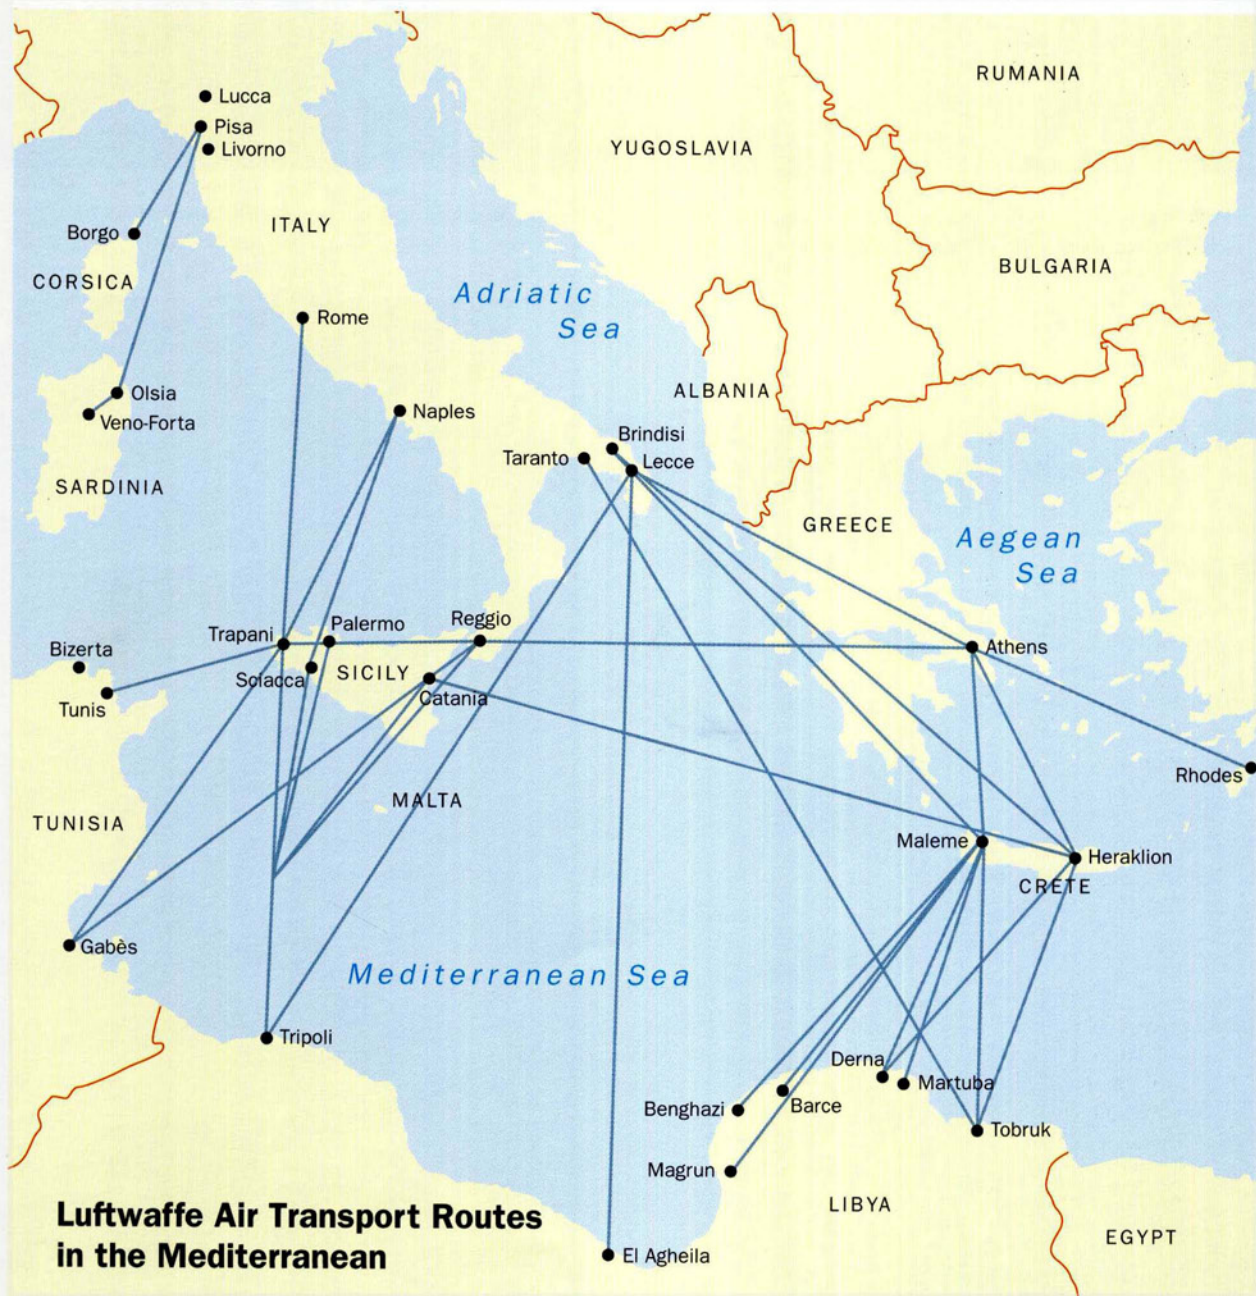 RUMANIA
Lucca
Pisa
Livorno
YUGOSLAVIA
ITALY
Borgo
CORSICA
BULGARIA
Adriatic
Sea
Rome
ALBANIA
Olsia
Veno-Forta
Naples
Brindisi
Taranto
Lecce
SARDINIA
GREECE
Aegean
Sea
Trapani
Palermo
Reggio
Athens
Bizerta
Sciacca
SICILY
Catania
Tunis
Rhodes
MALTA
TUNISIA
Maleme
Heraklion
CRETE
Gabès
Mediterranean Sea
Tripoli
Derna
Martuba
Benghazi
Barce
Tobruk
Magrun
LIBYA
EGYPT
El Agheila
Luftwaffe Air Transport Routes
in the Mediterranean